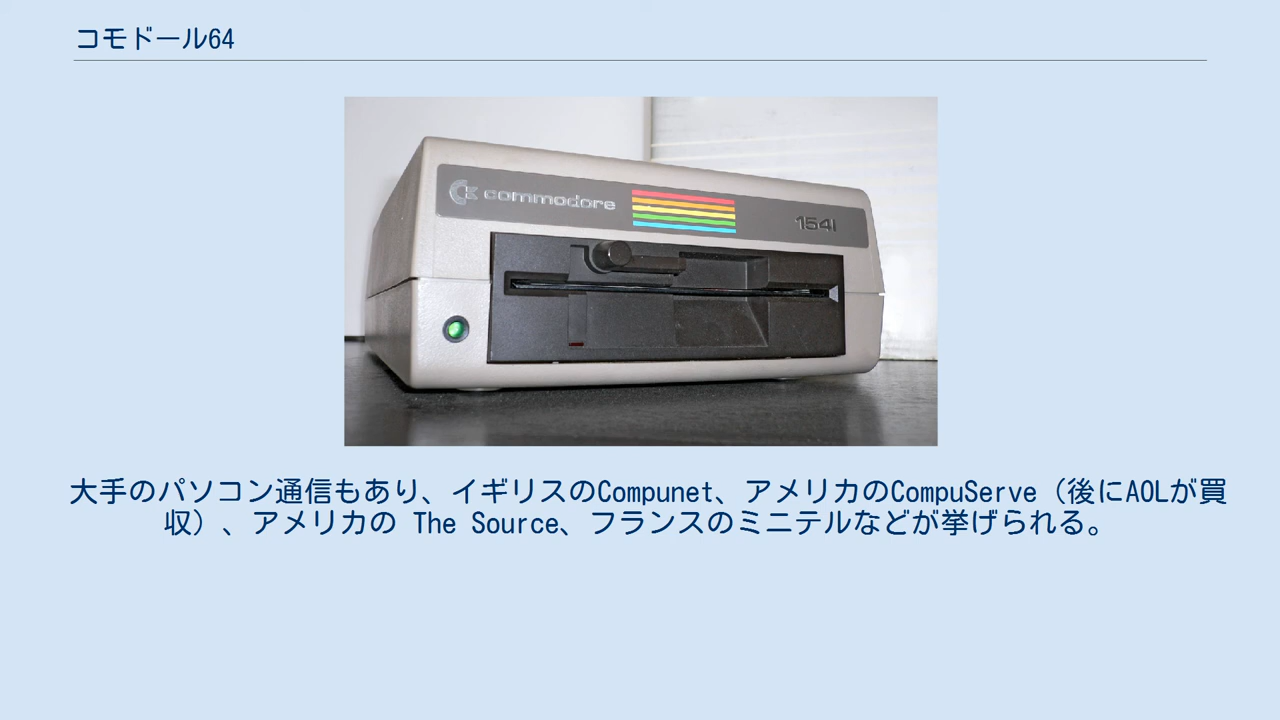 コモドール64
commodore
1541
大手のパソコン通信もあり、イギリスのCompunet、アメリカのCompuServe（後にAOLが買
収）、アメリカの The Source、フランスのミニテルなどが挙げられる。